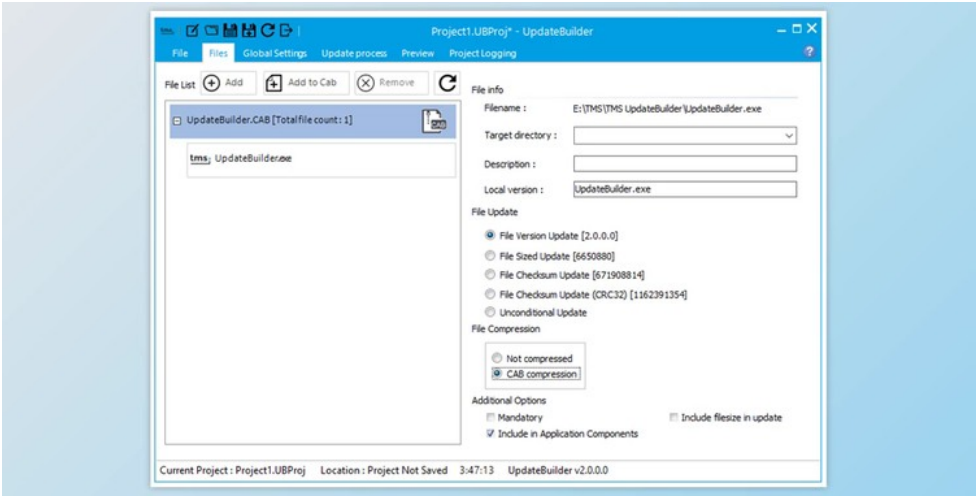 tms
Project1.UBProj* - UpdateBuilder
File Files Global Settings Update process Preview Project Logging
File List Add Add to Cab Remove
UpdateBuilder.CAB [Total file count: 1]
CAB
tms; UpdateBuilder.exe
File info
Filename : E:\TMS\TMS UpdateBuilder\UpdateBuilder.exe
Target directory :
Description :
Local version : UpdateBuilder.exe
File Update
File Version Update [2.0.0.0]
File Sized Update [6650880]
File Checksum Update [671908814]
File Checksum Update (CRC32) [1162391354]
Unconditional Update
File Compression
Not compressed
CAB compression
Additional Options
Mandatory Include filesize in update
Include in Application Components
Current Project : Project1.UBProj Location : Project Not Saved 3:47:13 UpdateBuilder v2.0.0.0